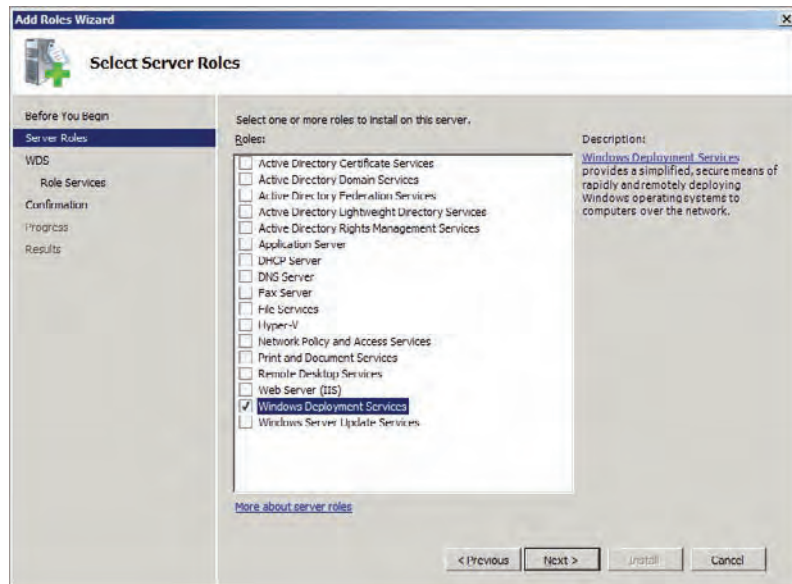 Add Roles Wizard
Select Server Roles
Before You Begin
Server Roles
WDS
Role Services
Confirmation
Progress
Results
Select one or more roles to install on this server.
Roles:
Active Directory Certificate Services
Active Directory Domain Services
Active Directory Federation Services
Active Directory Lightweight Directory Services
Active Directory Rights Management Services
Application Server
DHCP Server
DNS Server
Fax Server
File Services
Hyper-V
Network Policy and Access Services
Print and Document Services
Remote Desktop Services
Web Server (IIS)
Windows Deployment Services
Windows Server Update Services
More about server roles
Description:
Windows Deployment Services
provides a simplified, secure means of
rapidly and remotely deploying
Windows operating systems to
computers over the network.
< Previous
Next >
Install
Cancel